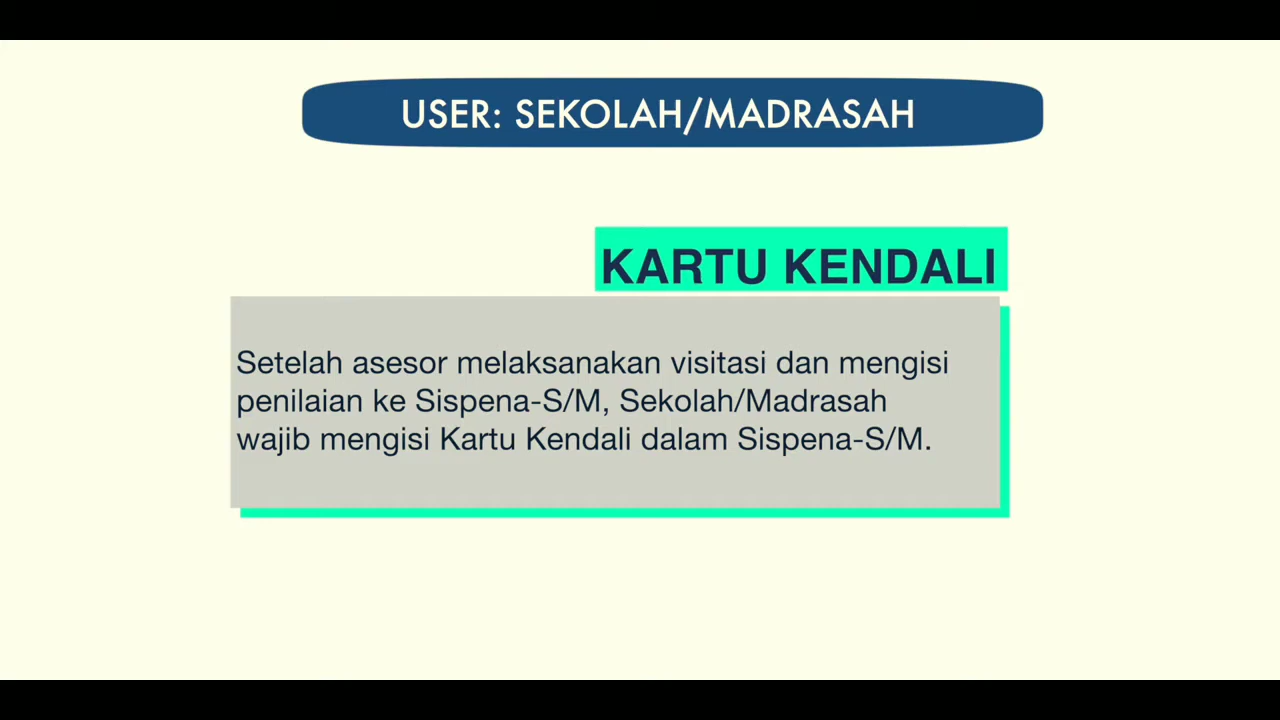 USER: SEKOLAH/MADRASAH
KARTU KENDALI
Setelah asesor melaksanakan visitasi dan mengisi
penilaian ke Sispena-S/M, Sekolah/Madrasah
wajib mengisi Kartu Kendali dalam Sispena-S/M.